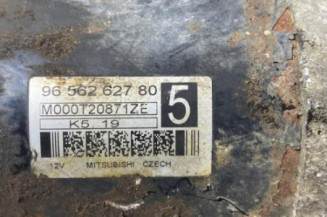 96 562 627 80
5
M000T20871ZE
K5 19
12V MITSUBISHI CZECH